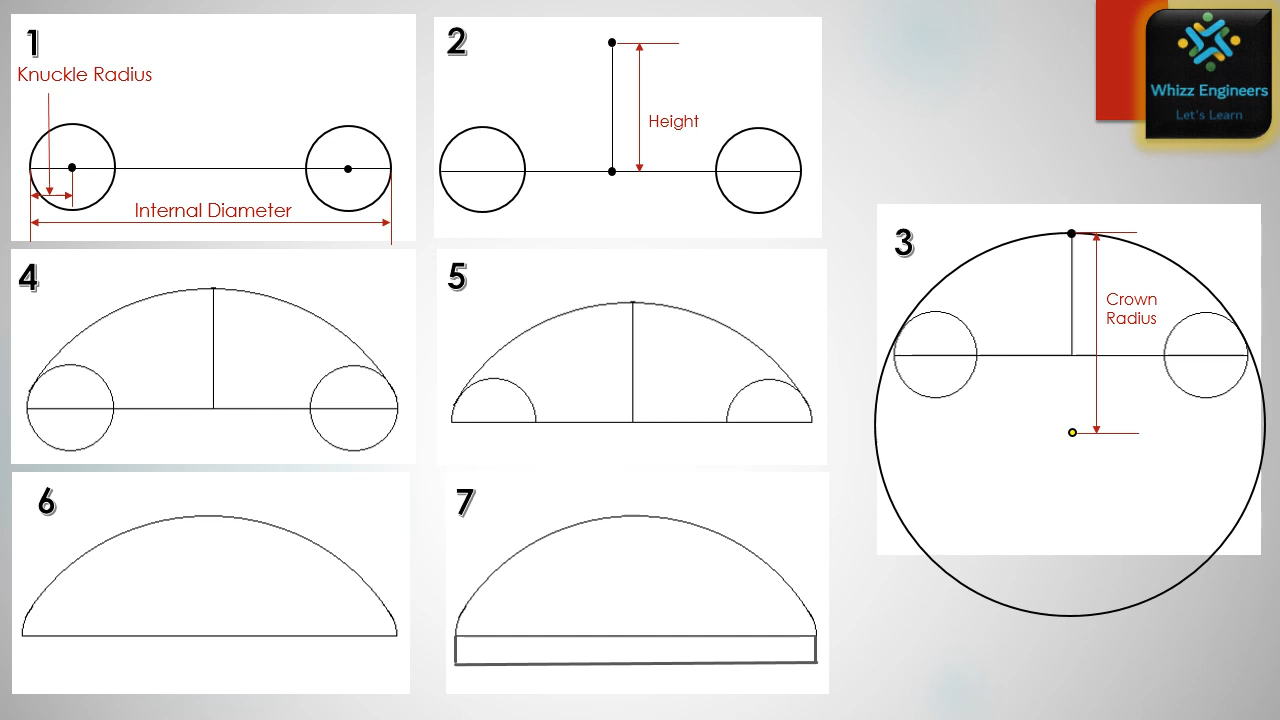 1
Knuckle Radius
Internal Diameter
2
Height
Whizz Engineers
Let's Learn
3
Crown
Radius
4
5
6
7